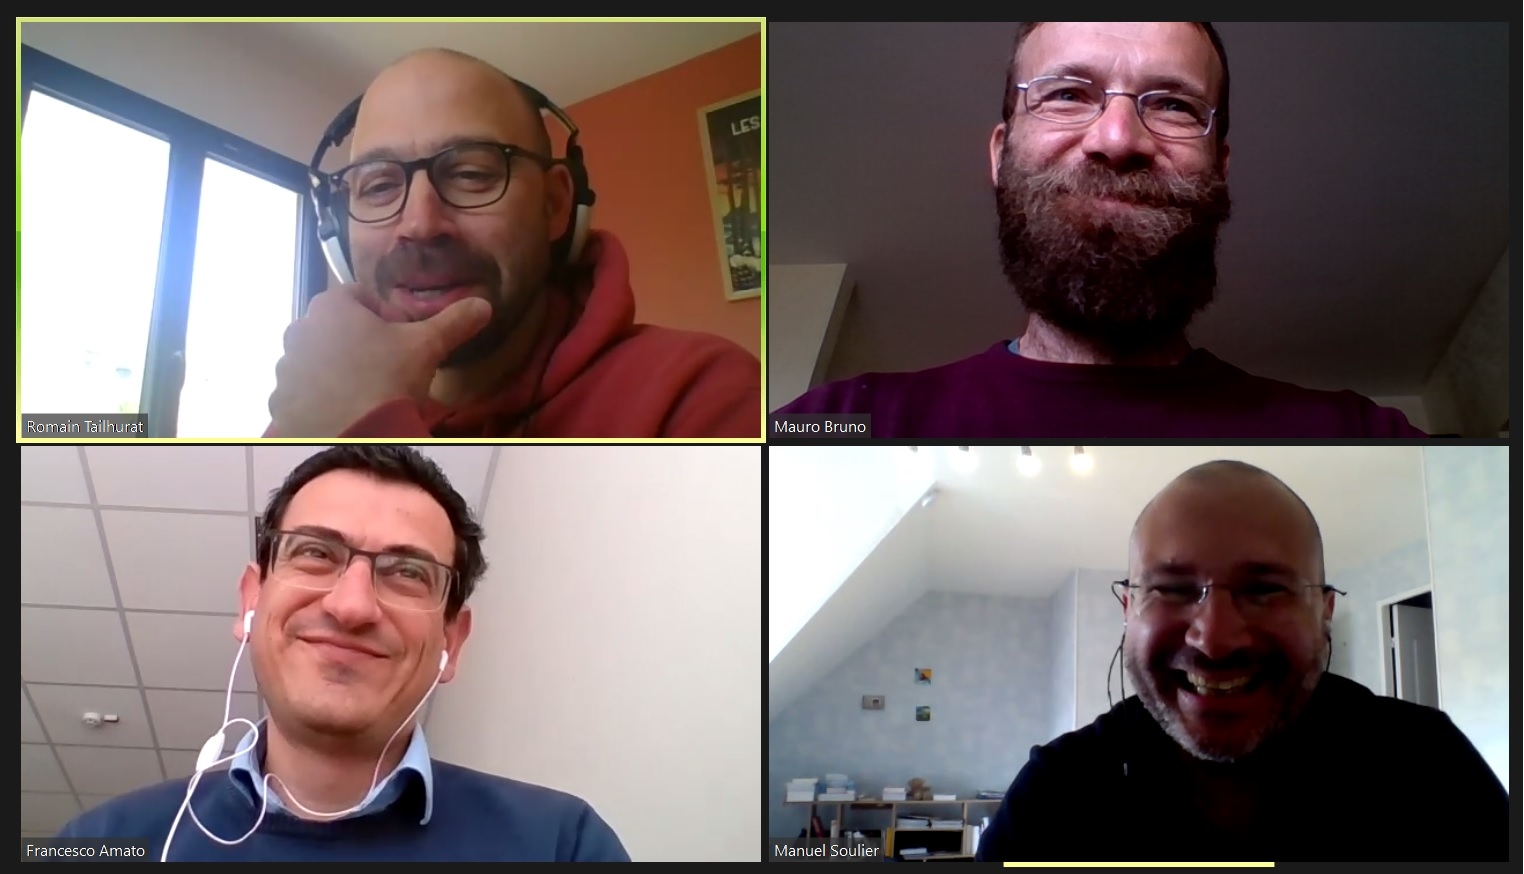 LES
Romain Tailhurat
Mauro Bruno
Francesco Amato
Manuel Soulier